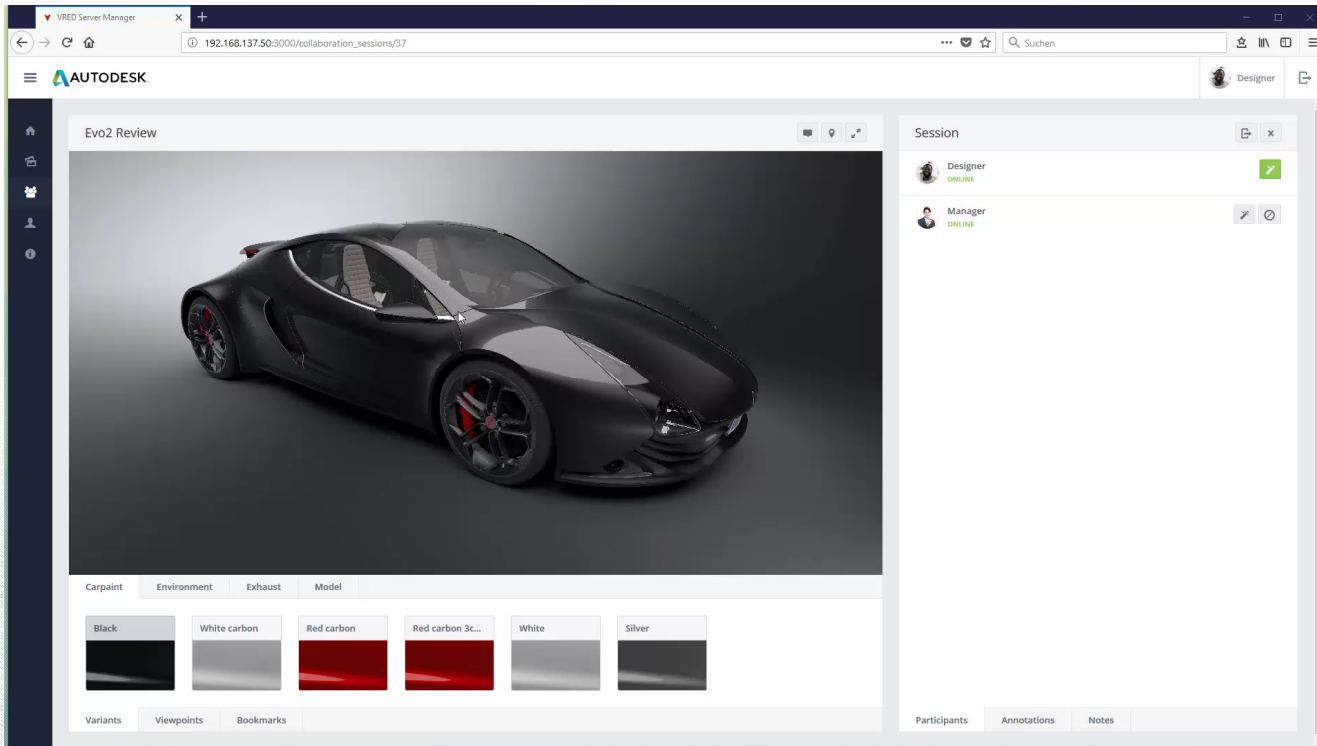 VRED Server Manager
192.168.137.50:3000/collaboration_sessions/37
Suchen
AUTODESK
Designer
Evo2 Review
Session
Designer
ONLINE
Manager
ONLINE
Carpaint Environment Exhaust Model
Black White carbon Red carbon Red carbon 3c... White Silver
Variants Viewpoints Bookmarks
Participants Annotations Notes